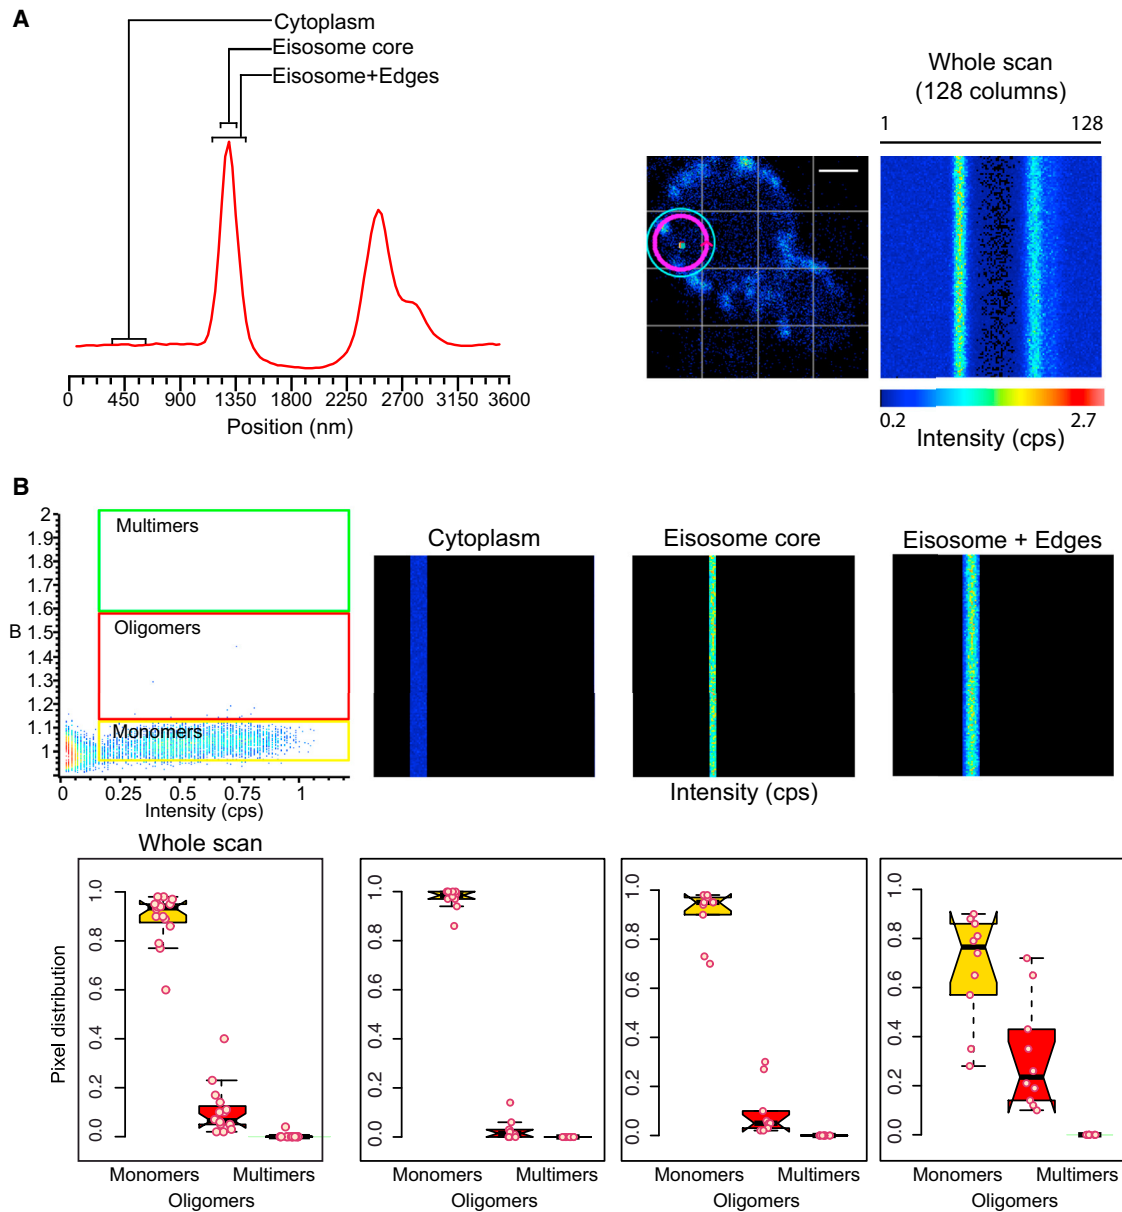 A
Cytoplasm
Eisosome core
Eisosome+Edges
0 450 900 1350 1800 2250 2700 3150 3600
Position (nm)
Whole scan
(128 columns)
1 128
0.2 2.7
Intensity (cps)
B
2
1.9
1.8
1.7
1.6
1.5
1.4
1.3
1.2
1.1
1
B
Multimers
Oligomers
Monomers
0 0.25 0.5 0.75 1
Intensity (cps)
Cytoplasm
Eisosome core
Intensity (cps)
Eisosome + Edges
Whole scan
Pixel distribution
1.0
0.8
0.6
0.4
0.2
0.0
Monomers Multimers
Oligomers
1.0
0.8
0.6
0.4
0.2
0.0
Monomers Multimers
Oligomers
1.0
0.8
0.6
0.4
0.2
0.0
Monomers Multimers
Oligomers
1.0
0.8
0.6
0.4
0.2
0.0
Monomers Multimers
Oligomers